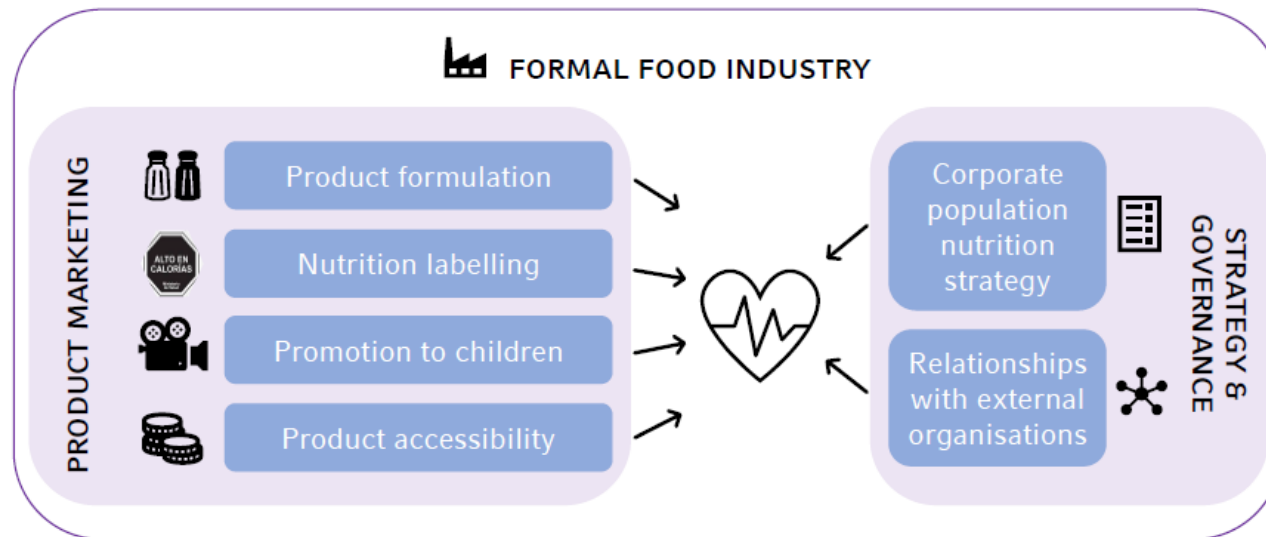 FORMAL FOOD INDUSTRY
PRODUCT MARKETING
Product formulation
ALTO EN
CALORÍAS
Nutrition labelling
Promotion to children
Product accessibility
Corporate
population
nutrition
strategy
Relationships
with external
organisations
STRATEGY &
GOVERNANCE